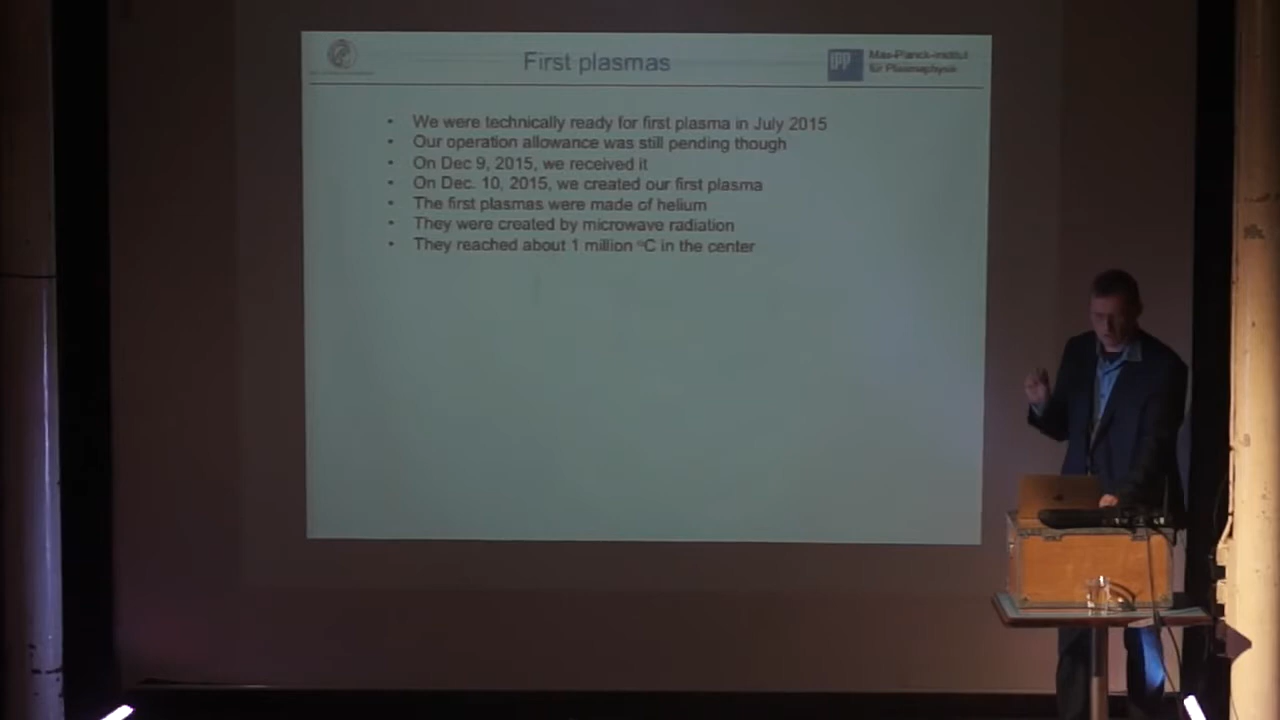 First plasmas
IPP
Max-Planck-Institut
für Plasmaphysik
• We were technically ready for first plasma in July 2015
• Our operation allowance was still pending though
• On Dec 9, 2015, we received it
• On Dec. 10, 2015, we created our first plasma
• The first plasmas were made of helium
• They were created by microwave radiation
• They reached about 1 million °C in the center